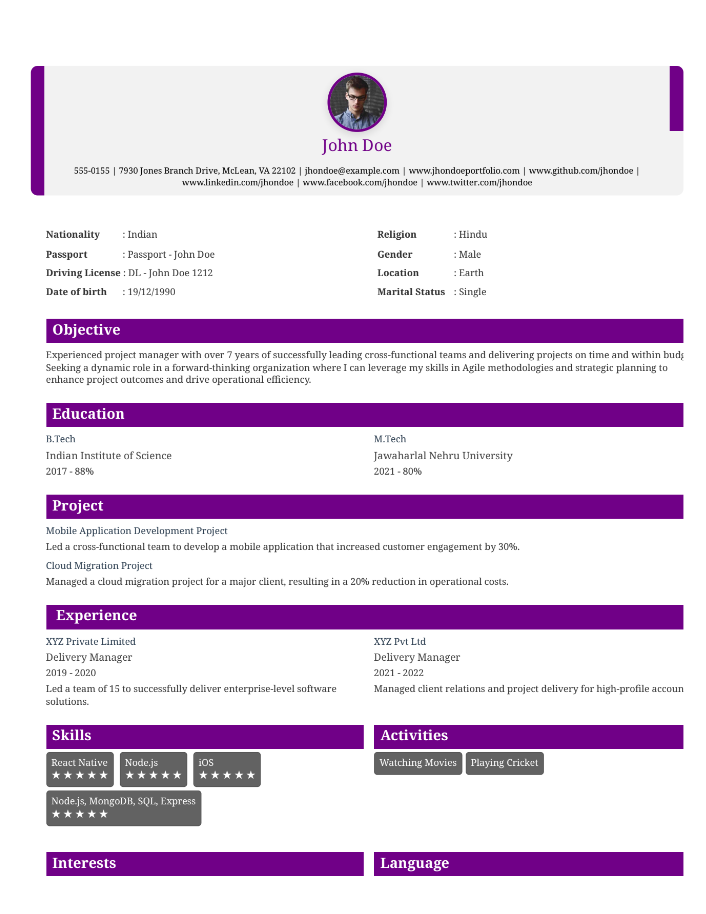 John Doe
555-0155 | 7930 Jones Branch Drive, McLean, VA 22102 | jhondoe@example.com | www.jhondoeportfolio.com | www.github.com/jhondoe |
www.linkedin.com/jhondoe | www.facebook.com/jhondoe | www.twitter.com/jhondoe
Nationality : Indian
Religion : Hindu
Passport : Passport - John Doe
Gender : Male
Driving License : DL - John Doe 1212
Location : Earth
Date of birth : 19/12/1990
Marital Status : Single
Objective
Experienced project manager with over 7 years of successfully leading cross-functional teams and delivering projects on time and within budg
Seeking a dynamic role in a forward-thinking organization where I can leverage my skills in Agile methodologies and strategic planning to
enhance project outcomes and drive operational efficiency.
Education
B.Tech
Indian Institute of Science
2017 - 88%
M.Tech
Jawaharlal Nehru University
2021 - 80%
Project
Mobile Application Development Project
Led a cross-functional team to develop a mobile application that increased customer engagement by 30%.
Cloud Migration Project
Managed a cloud migration project for a major client, resulting in a 20% reduction in operational costs.
Experience
XYZ Private Limited
Delivery Manager
2019 - 2020
Led a team of 15 to successfully deliver enterprise-level software
solutions.
XYZ Pvt Ltd
Delivery Manager
2021 - 2022
Managed client relations and project delivery for high-profile accoun
Skills
React Native
★★★★★
Node.js
★★★★★
iOS
★★★★★
Node.js, MongoDB, SQL, Express
★★★★★
Activities
Watching Movies
Playing Cricket
Interests
Language